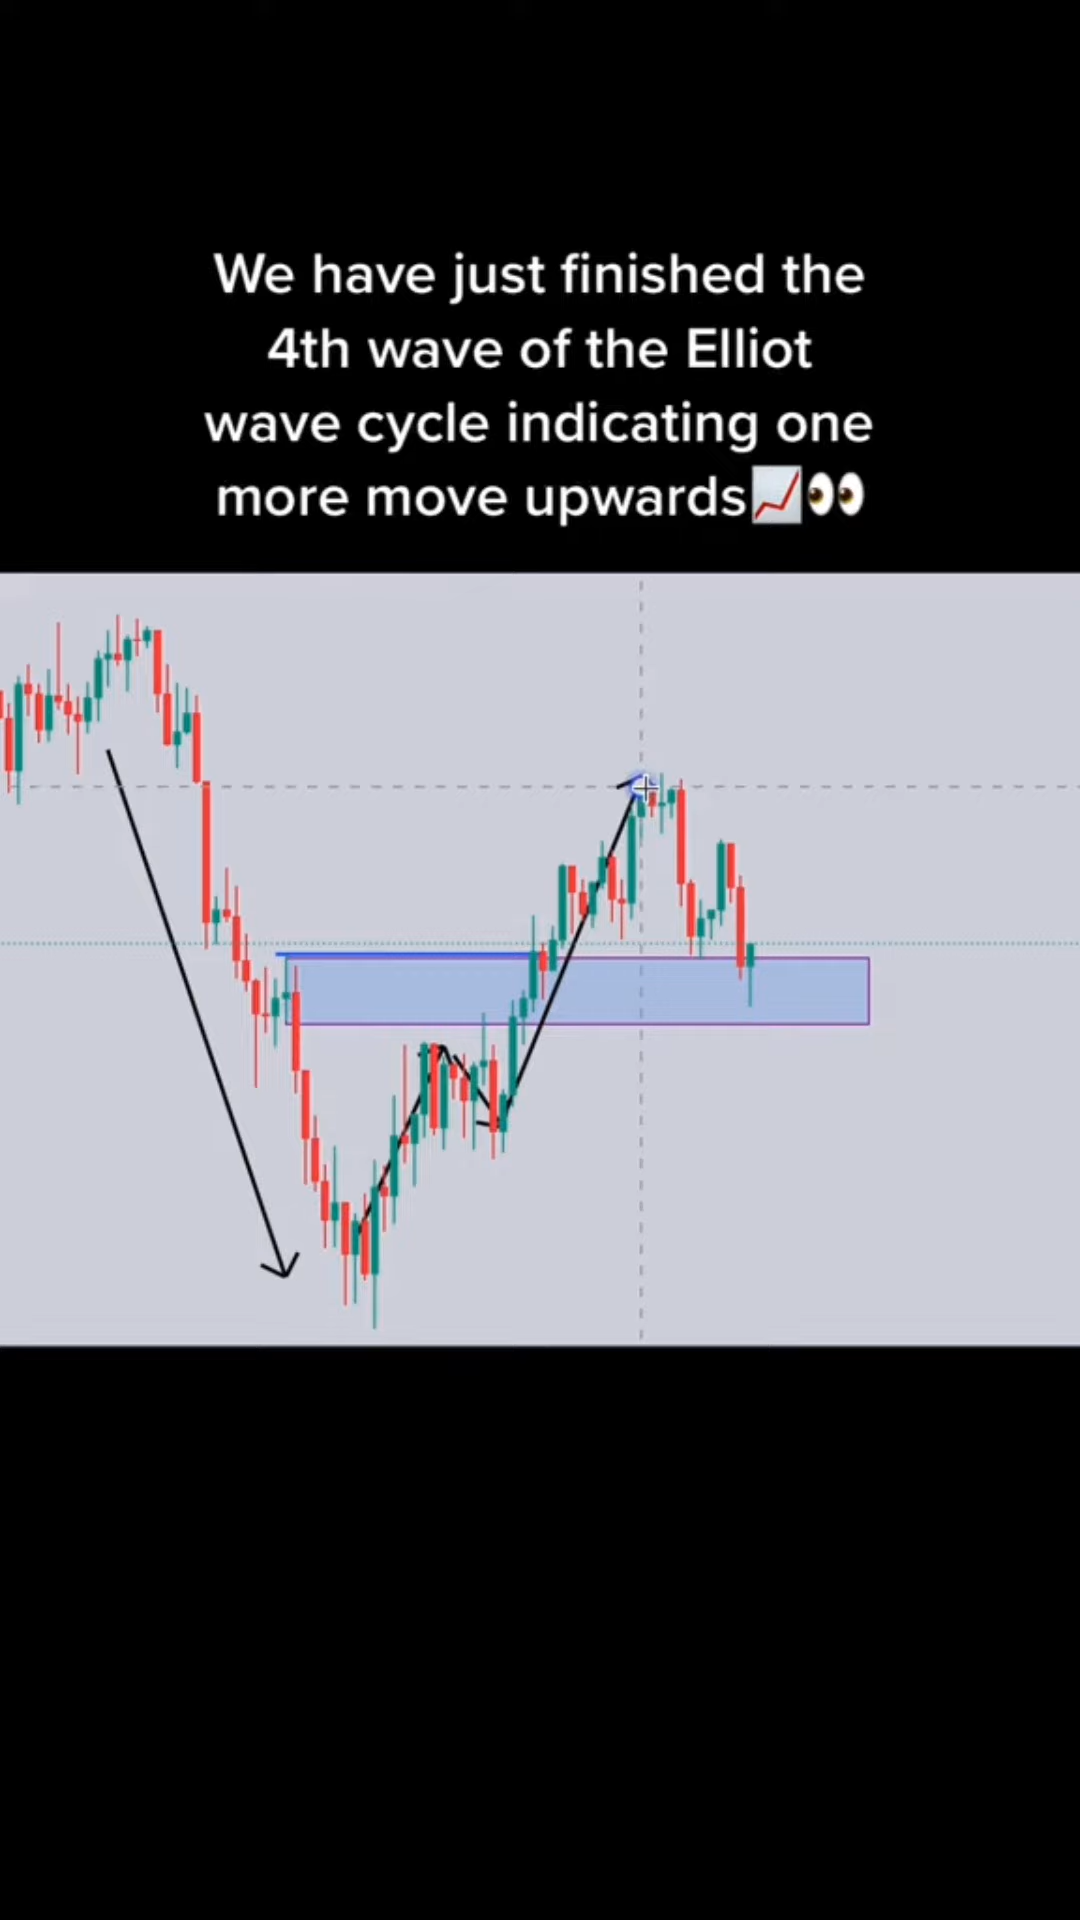 We have just finished the
4th wave of the Elliot
wave cycle indicating one
more move upwards📈👀